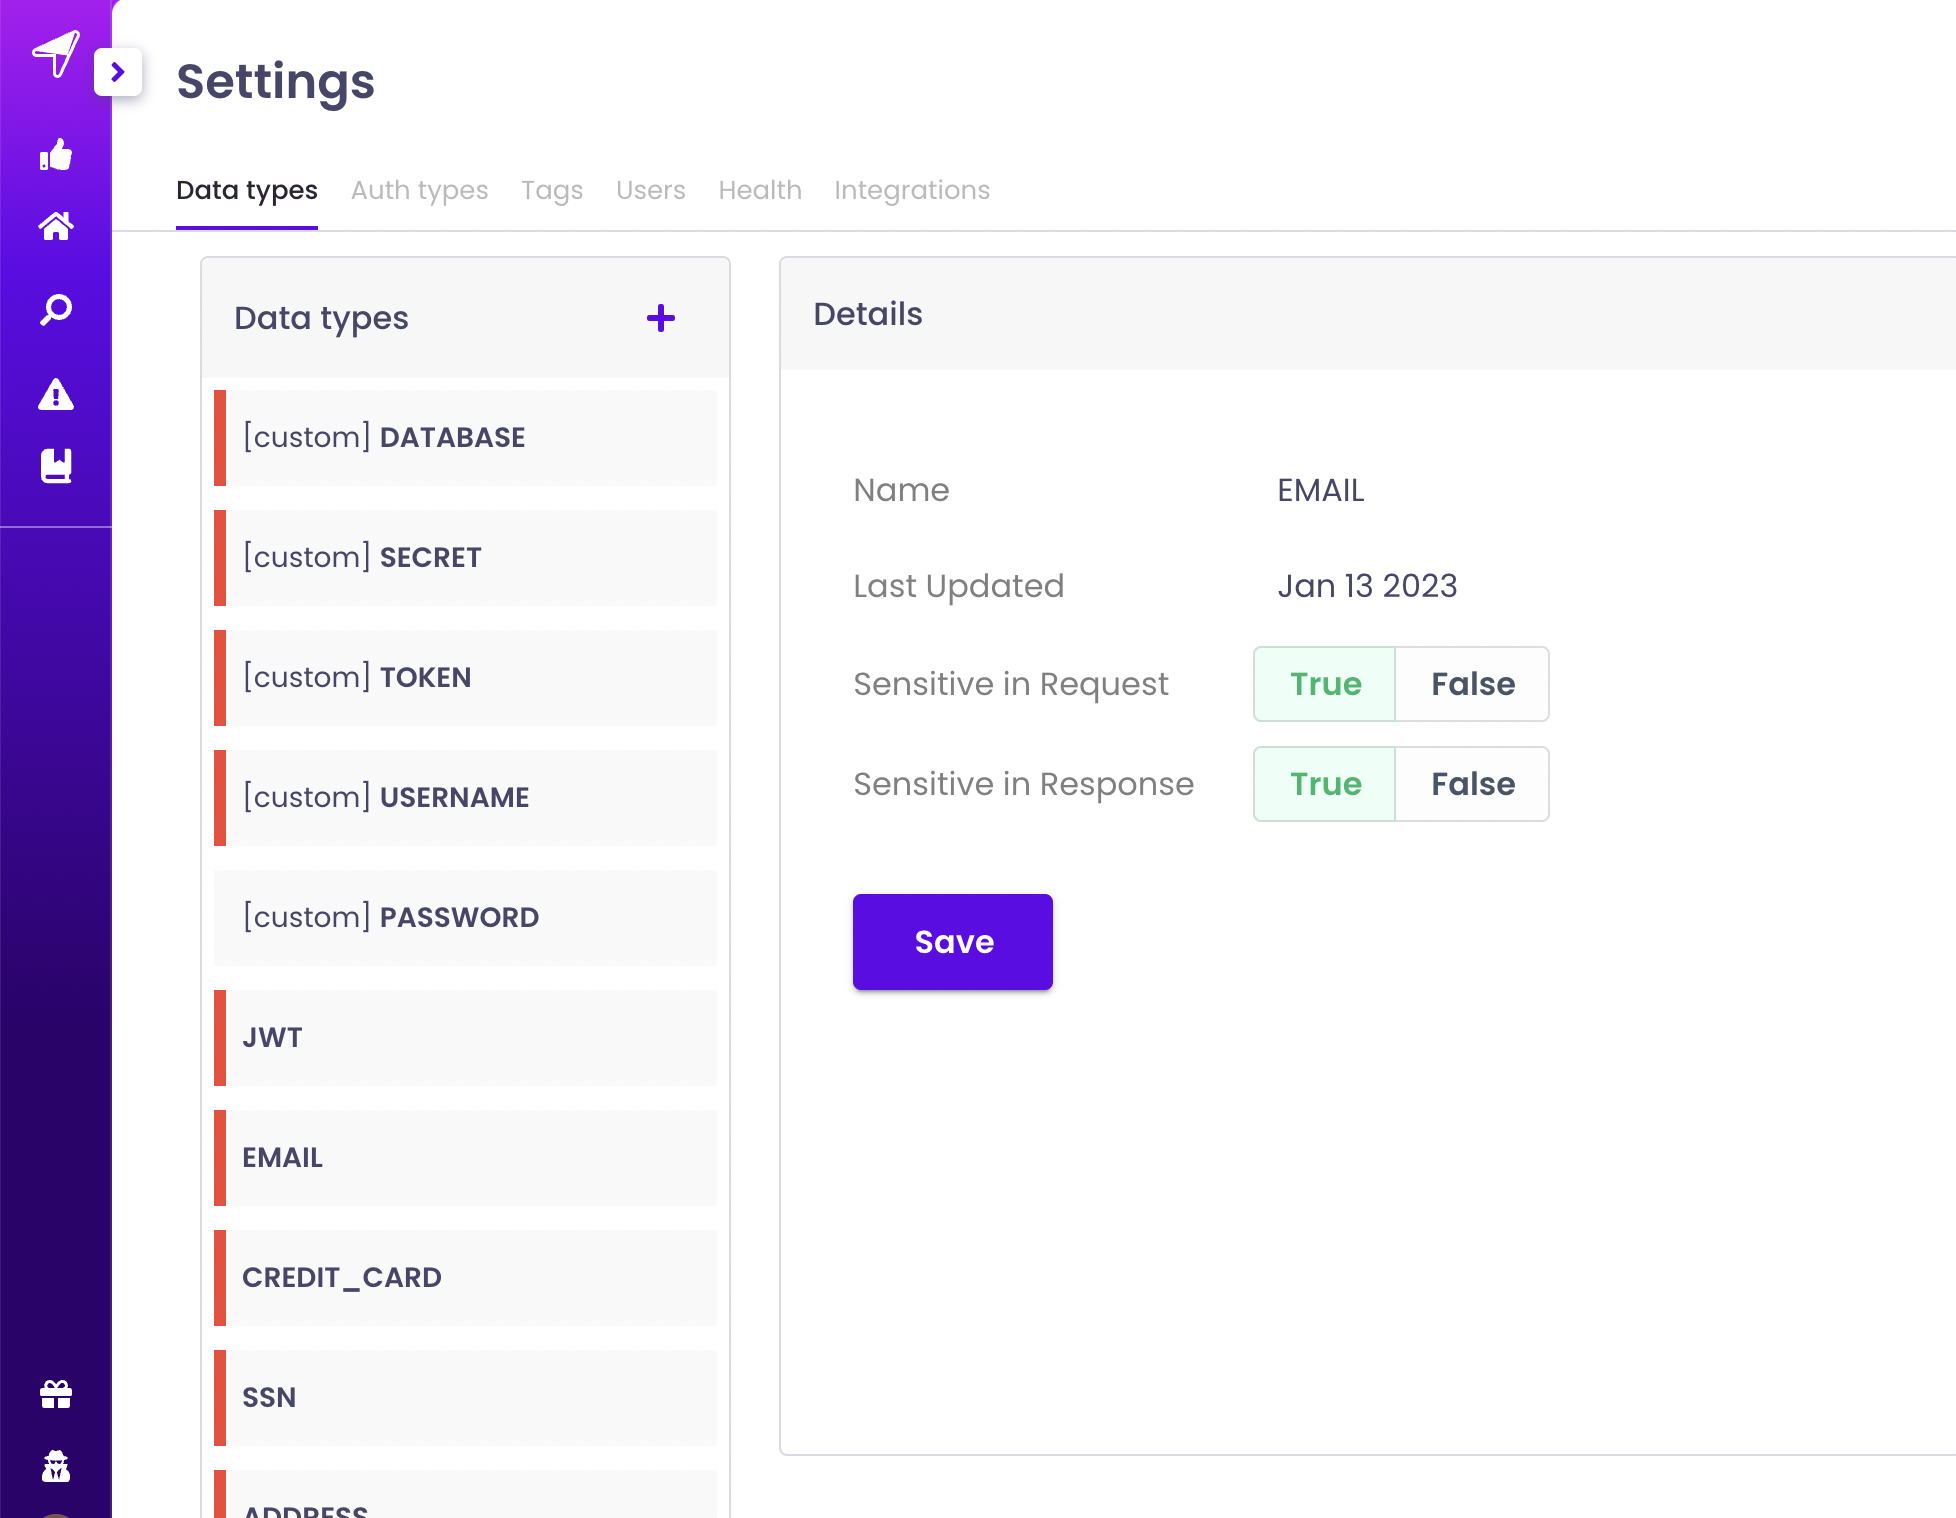 Settings
Data types Auth types Tags Users Health Integrations
Data types
[custom] DATABASE
[custom] SECRET
[custom] TOKEN
[custom] USERNAME
[custom] PASSWORD
JWT
EMAIL
CREDIT_CARD
SSN
ADDRESS
Details
Name EMAIL
Last Updated Jan 13 2023
Sensitive in Request True False
Sensitive in Response True False
Save